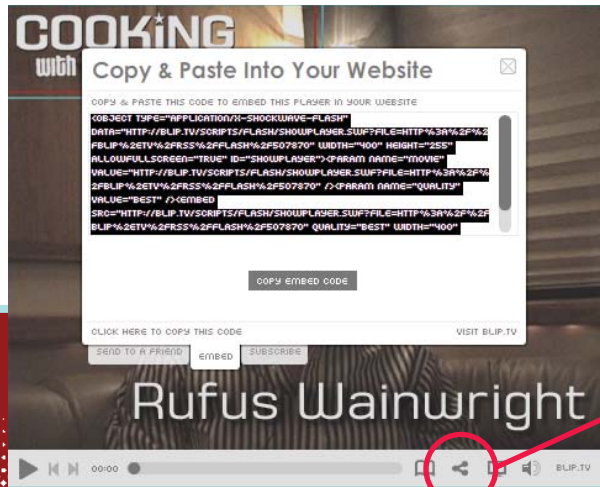 COOKiNG
with
Copy & Paste Into Your Website
COPY & PASTE THIS CODE TO EMBED THIS PLAYER IN YOUR WEBSITE
<OBJECT TYPE="APPLICATION/X-SHOCKWAVE-FLASH"
DATA="HTTP://BLIP.TV/SCRIPTS/FLASH/SHOWPLAYER.SWF?FILE=HTTP%3A%2F%2
FBLIP%2ETV%2FRSS%2FFLASH%2F507870" WIDTH="400" HEIGHT="255"
ALLOWFULLSCREEN="TRUE" ID="SHOWPLAYER"><PARAM NAME="MOVIE"
VALUE="HTTP://BLIP.TV/SCRIPTS/FLASH/SHOWPLAYER.SWF?FILE=HTTP%3A%2F%
2FBLIP%2ETV%2FRSS%2FFLASH%2F507870" /><PARAM NAME="QUALITY"
VALUE="BEST" /><EMBED
SRC="HTTP://BLIP.TV/SCRIPTS/FLASH/SHOWPLAYER.SWF?FILE=HTTP%3A%2F%2F
BLIP%2ETV%2FRSS%2FFLASH%2F507870" QUALITY="BEST" WIDTH="400"
COPY EMBED CODE
CLICK HERE TO COPY THIS CODE VISIT BLIP.TV
SEND TO A FRIEND EMBED SUBSCRIBE
Rufus Wainwright
00:00 BLIP.TV